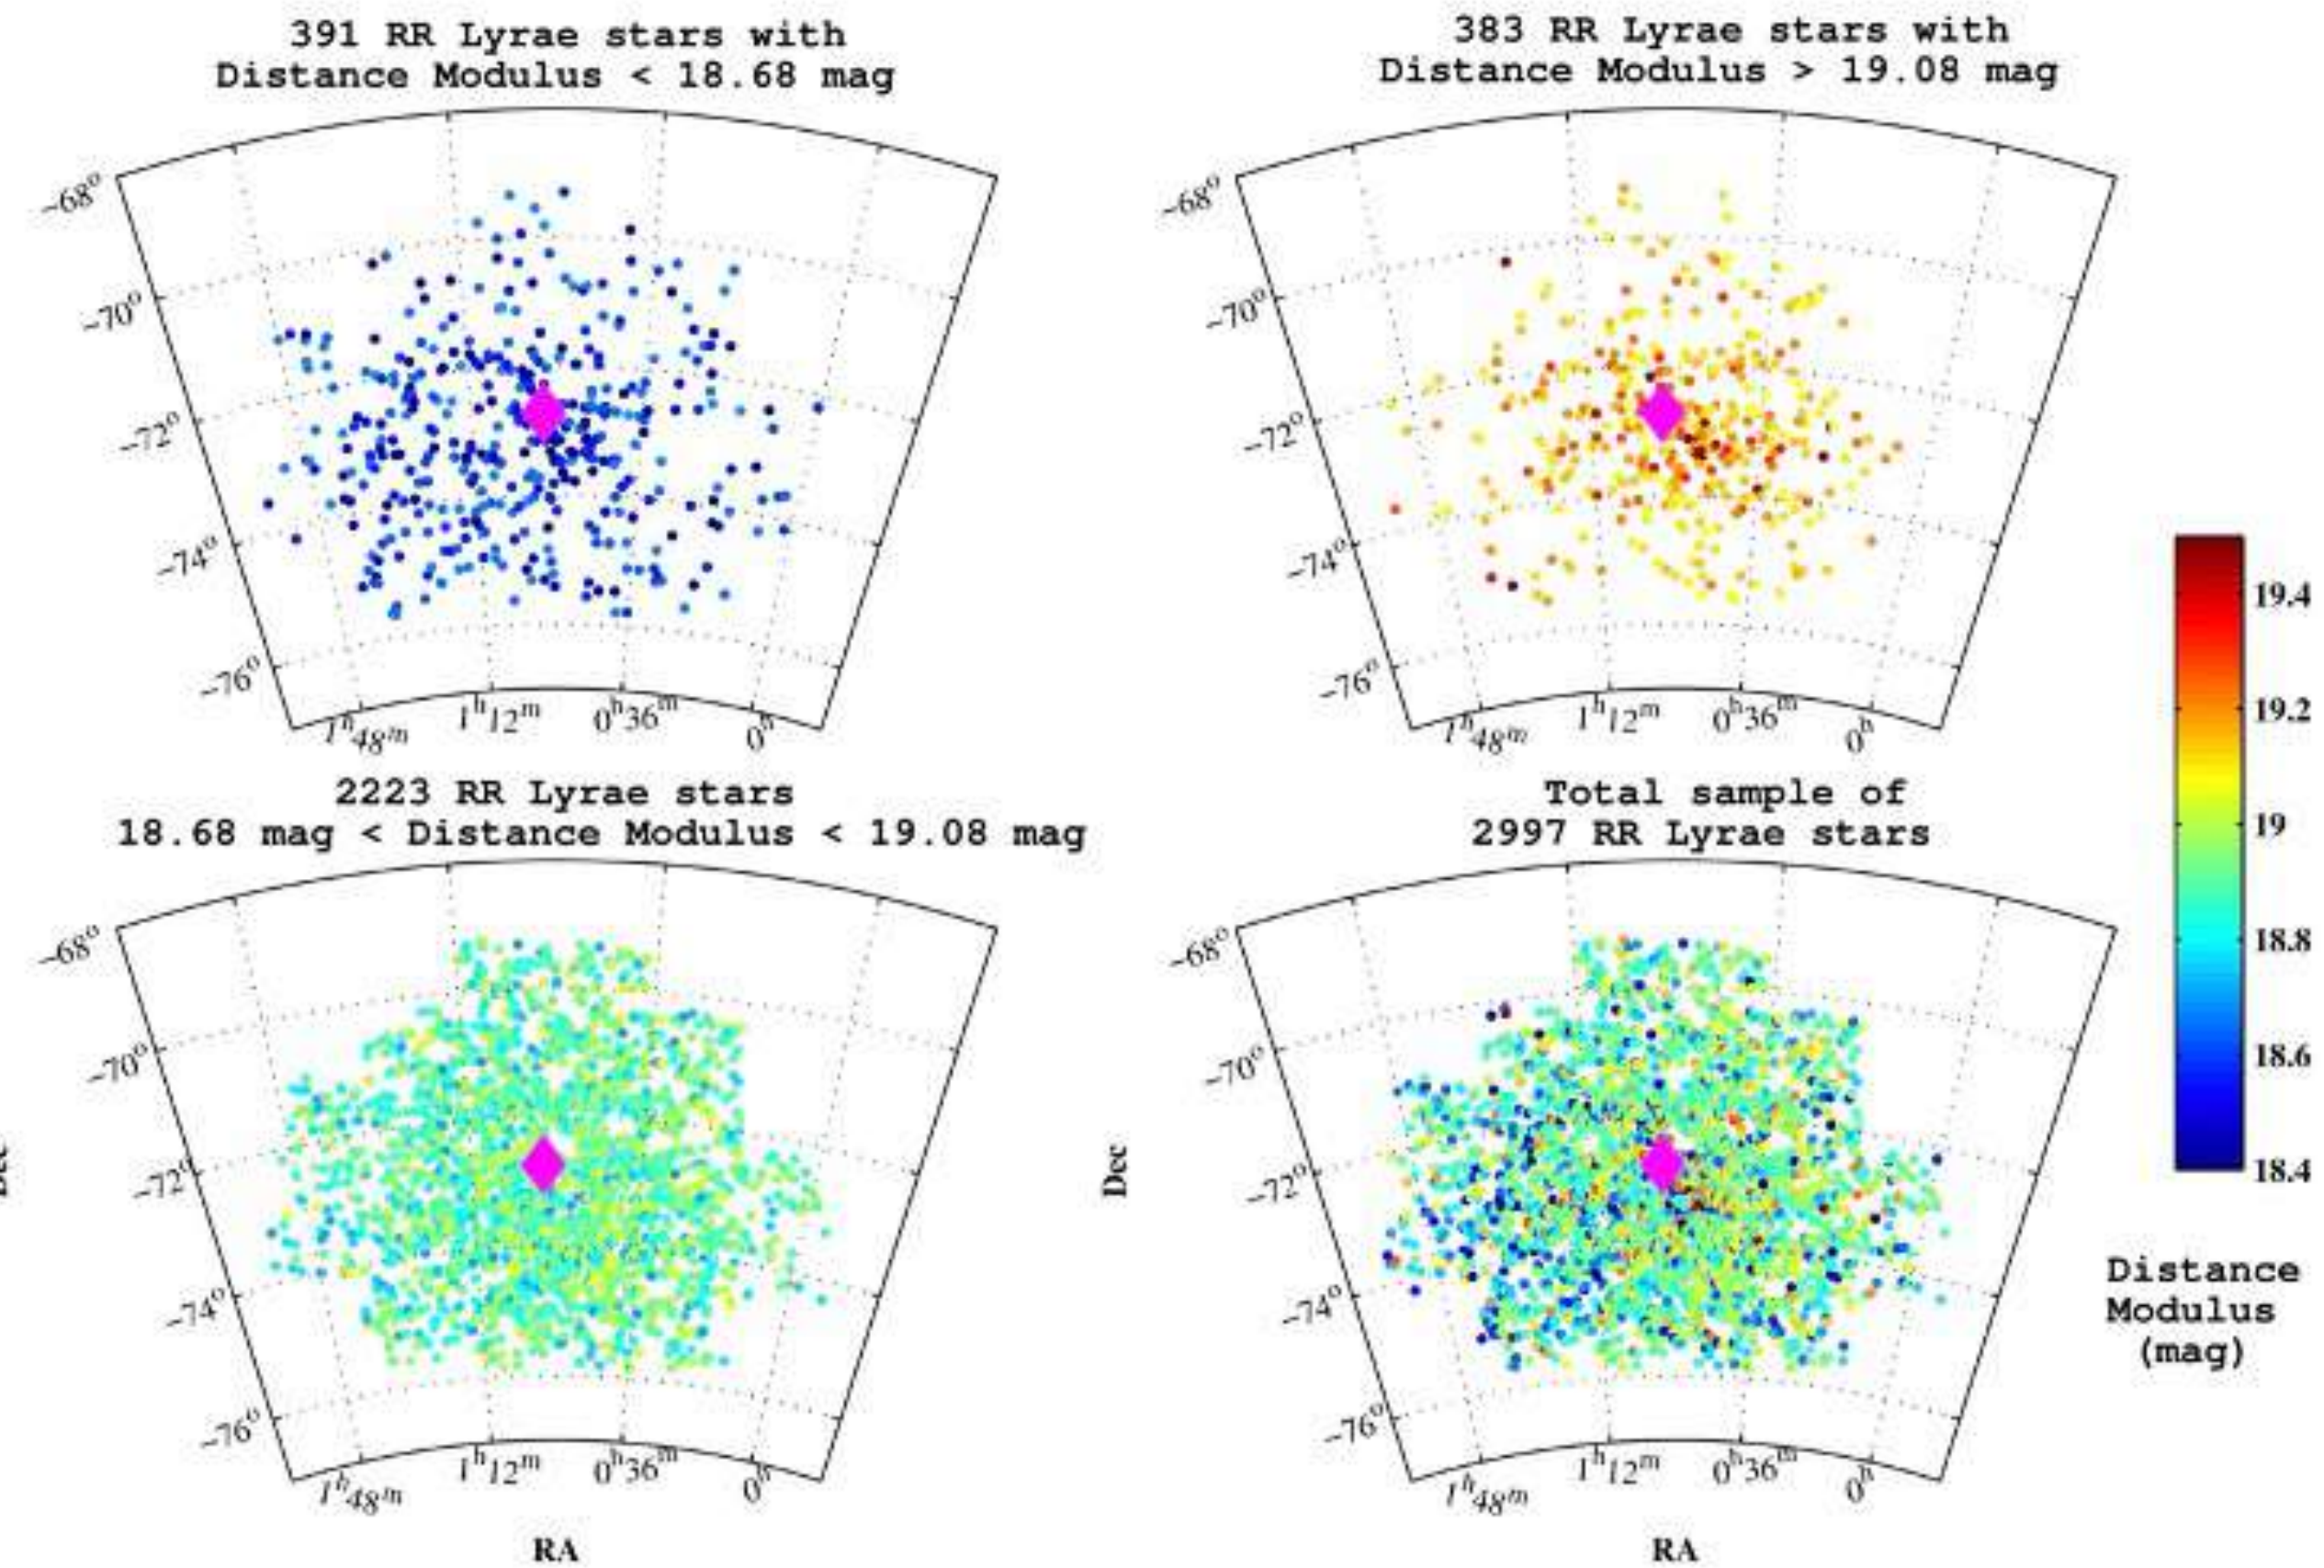 391 RR Lyrae stars with
Distance Modulus < 18.68 mag
−68°
−70°
−72°
−74°
−76°
1ʰ48ᵐ
1ʰ12ᵐ
0ʰ36ᵐ
0ʰ
383 RR Lyrae stars with
Distance Modulus > 19.08 mag
−68°
−70°
−72°
−74°
−76°
1ʰ48ᵐ
1ʰ12ᵐ
0ʰ36ᵐ
0ʰ
2223 RR Lyrae stars
18.68 mag < Distance Modulus < 19.08 mag
−68°
−70°
−72°
−74°
−76°
1ʰ48ᵐ
1ʰ12ᵐ
0ʰ36ᵐ
0ʰ
RA
Total sample of
2997 RR Lyrae stars
Dec
−68°
−70°
−72°
−74°
−76°
1ʰ48ᵐ
1ʰ12ᵐ
0ʰ36ᵐ
0ʰ
RA
19.4
19.2
19
18.8
18.6
18.4
Distance
Modulus
(mag)